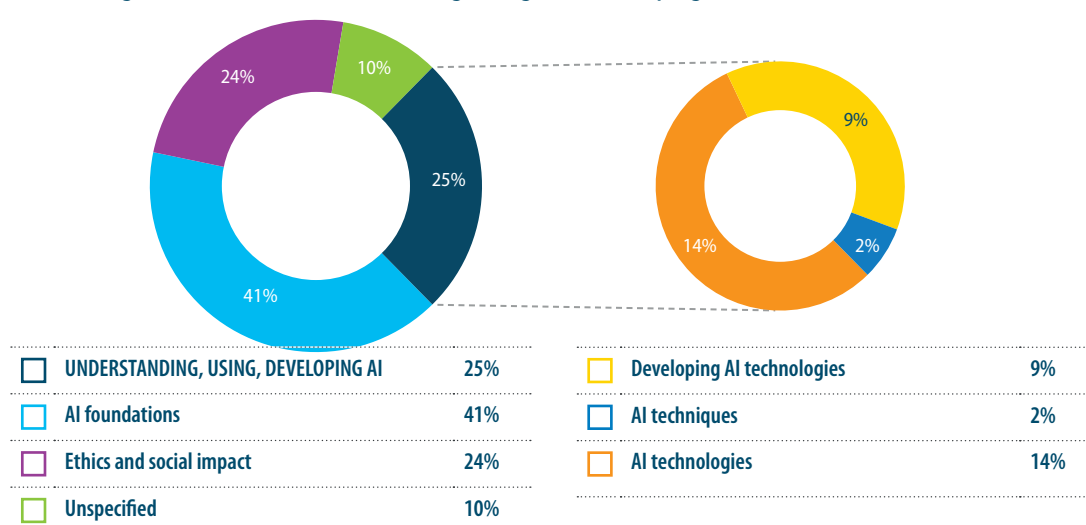 24%
10%
25%
41%
9%
14%
2%
UNDERSTANDING, USING, DEVELOPING AI 25%
AI foundations 41%
Ethics and social impact 24%
Unspecified 10%
Developing AI technologies 9%
AI techniques 2%
AI technologies 14%